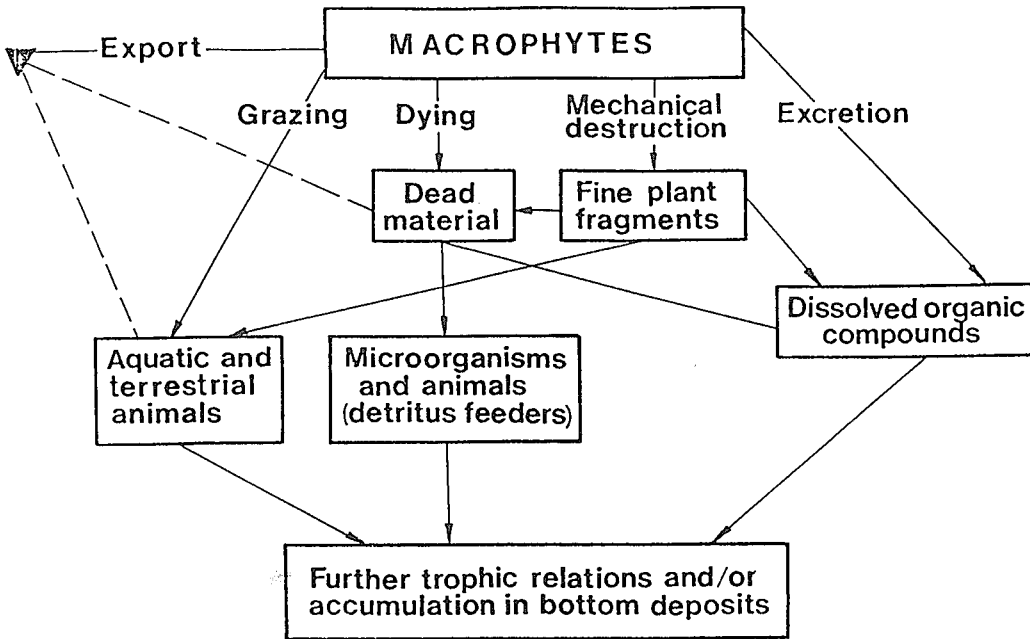 MACROPHYTES
Export
Grazing
Dying
Mechanical
destruction
Excretion
Dead
material
Fine plant
fragments
Dissolved organic
compounds
Aquatic and
terrestrial
animals
Microorganisms
and animals
(detritus feeders)
Further trophic relations and/or
accumulation in bottom deposits